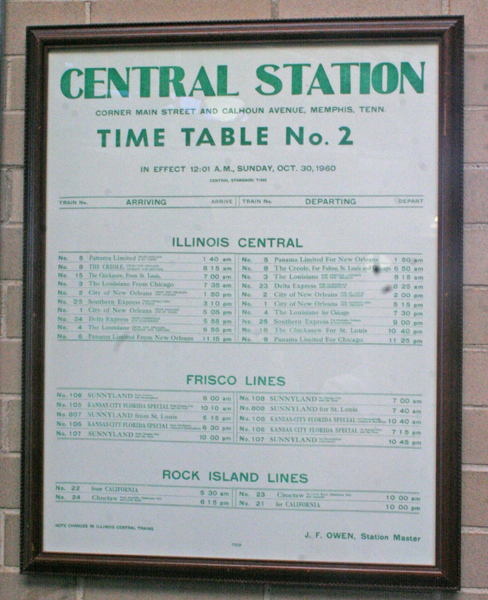 CENTRAL STATION
CORNER MAIN STREET AND CALHOUN AVENUE, MEMPHIS, TENN.
TIME TABLE No. 2
IN EFFECT 12:01 A.M., SUNDAY, OCT. 30, 1960
CENTRAL STANDARD TIME
TRAIN No. ARRIVING ARRIVE TRAIN No. DEPARTING DEPART
ILLINOIS CENTRAL
No. 5 Panama Limited 1 40 am No. 5 Panama Limited For New Orleans 1 50 am
No. 8 THE CREOLE, 6 15 am No. 8 The Creole, For Fulton, St. Louis and 6 50 am
No. 15 The Chickasaw, From St. Louis, 7 00 am No. 3 The Louisiane 8 15 am
No. 3 The Louisiane From Chicago 7 35 am No. 23 Delta Express 8 25 am
No. 2 City of New Orleans 1 50 pm No. 2 City of New Orleans 2 00 pm
No. 25 Southern Express 3 10 pm No. 1 City of New Orleans 5 15 pm
No. 1 City of New Orleans 5 05 pm No. 4 The Louisiane for 7 30 pm
No. 24 Delta Express 5 55 pm No. 25 Southern Express 9 00 pm
No. 4 The Louisiane 6 55 pm No. 16 The Chickasaw For St. Louis 10 40 pm
No. 6 Panama Limited From New Orleans 11 15 pm No. 6 Panama Limited For Chicago 11 25 pm
FRISCO LINES
No. 108 SUNNYLAND 6 00 am No. 108 SUNNYLAND 7 00 am
No. 105 KANSAS CITY FLORIDA SPECIAL 10 10 am No. 808 SUNNYLAND for St. Louis 7 40 am
No. 807 SUNNYLAND from St. Louis 6 15 pm No. 105 KANSAS CITY FLORIDA SPECIAL 10 40 am
No. 106 KANSAS CITY FLORIDA SPECIAL 6 30 pm No. 106 KANSAS CITY FLORIDA SPECIAL 7 15 pm
No. 107 SUNNYLAND 10 00 pm No. 107 SUNNYLAND 10 45 pm
ROCK ISLAND LINES
No. 22 from CALIFORNIA 5 30 am No. 23 Choctaw 10 00 am
No. 24 Choctaw 6 15 pm No. 21 for CALIFORNIA 10 00 pm
NOTE CHANGES IN ILLINOIS CENTRAL TRAINS
J. F. OWEN, Station Master